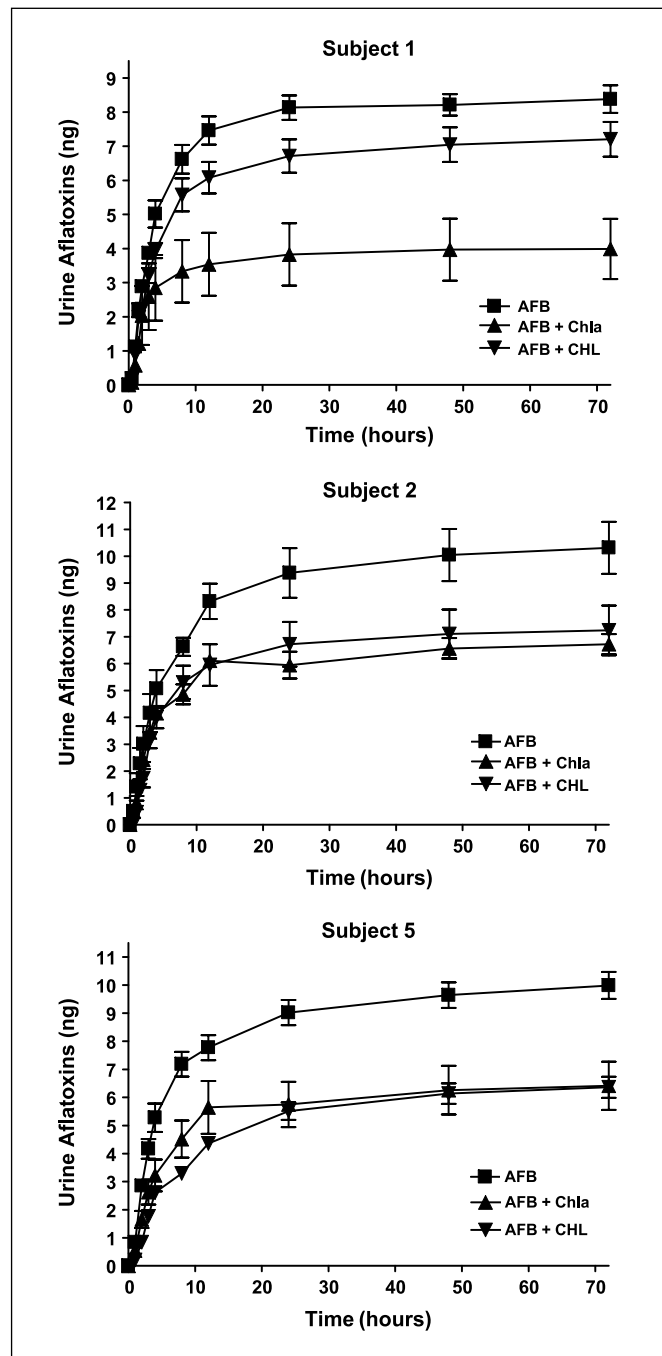 Subject 1
Urine Aflatoxins (ng)
9
8
7
6
5
4
3
2
1
0
AFB
AFB + Chla
AFB + CHL
0 10 20 30 40 50 60 70
Time (hours)
Subject 2
Urine Aflatoxins (ng)
12
11
10
9
8
7
6
5
4
3
2
1
0
AFB
AFB + Chla
AFB + CHL
0 10 20 30 40 50 60 70
Time (hours)
Subject 5
Urine Aflatoxins (ng)
11
10
9
8
7
6
5
4
3
2
1
0
AFB
AFB + Chla
AFB + CHL
0 10 20 30 40 50 60 70
Time (hours)